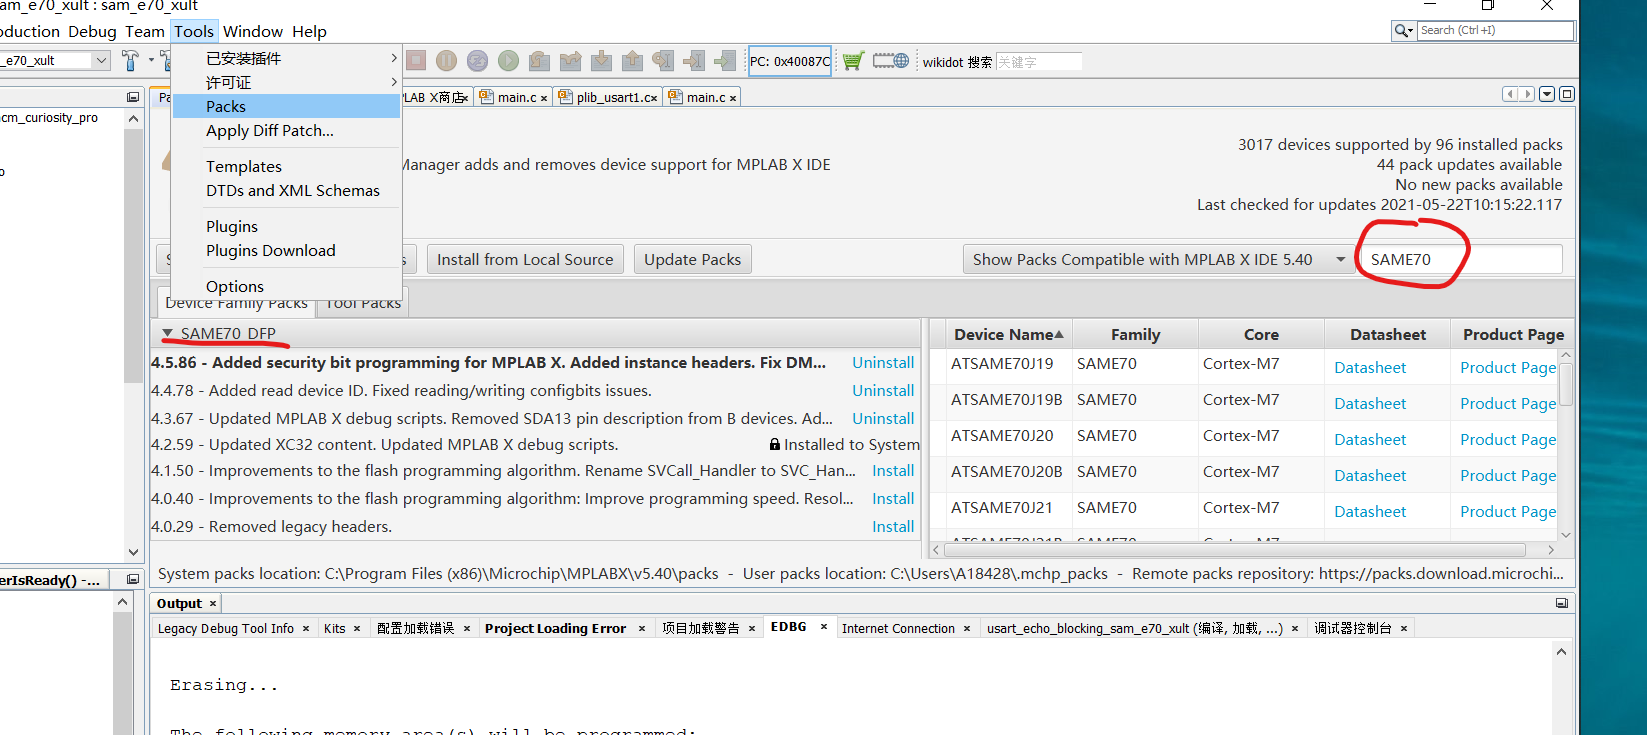 sam_e70_xult : sam_e70_xult
oduction Debug Team Tools Window Help
Search (Ctrl+I)
_e70_xult
PC: 0x40087C
wikidot 搜索 关键字
已安装插件
许可证
Packs
Apply Diff Patch...
Templates
DTDs and XML Schemas
Plugins
Plugins Download
Options
Pa
PLAB X商店 × main.c × plib_usart1.c × main.c ×
cm_curiosity_pro
o
Manager adds and removes device support for MPLAB X IDE
3017 devices supported by 96 installed packs
44 pack updates available
No new packs available
Last checked for updates 2021-05-22T10:15:22.117
S s Install from Local Source Update Packs Show Packs Compatible with MPLAB X IDE 5.40 SAME70
Device Family Packs Tool Packs
SAME70_DFP
4.5.86 - Added security bit programming for MPLAB X. Added instance headers. Fix DM... Uninstall
4.4.78 - Added read device ID. Fixed reading/writing configbits issues. Uninstall
4.3.67 - Updated MPLAB X debug scripts. Removed SDA13 pin description from B devices. Ad... Uninstall
4.2.59 - Updated XC32 content. Updated MPLAB X debug scripts. Installed to System
4.1.50 - Improvements to the flash programming algorithm. Rename SVCall_Handler to SVC_Han... Install
4.0.40 - Improvements to the flash programming algorithm: Improve programming speed. Resol... Install
4.0.29 - Removed legacy headers. Install
Device Name Family Core Datasheet Product Page
ATSAME70J19 SAME70 Cortex-M7 Datasheet Product Page
ATSAME70J19B SAME70 Cortex-M7 Datasheet Product Page
ATSAME70J20 SAME70 Cortex-M7 Datasheet Product Page
ATSAME70J20B SAME70 Cortex-M7 Datasheet Product Page
ATSAME70J21 SAME70 Cortex-M7 Datasheet Product Page
ATSAME70J21B SAME70 Cortex-M7
System packs location: C:\Program Files (x86)\Microchip\MPLABX\v5.40\packs - User packs location: C:\Users\A18428\.mchp_packs - Remote packs repository: https://packs.download.microchi...
erIsReady() -...
Output ×
Legacy Debug Tool Info × Kits × 配置加载错误 × Project Loading Error × 项目加载警告 × EDBG × Internet Connection × usart_echo_blocking_sam_e70_xult (编译, 加载, ...) × 调试器控制台 ×
Erasing...
The following memory area(s) will be programmed: